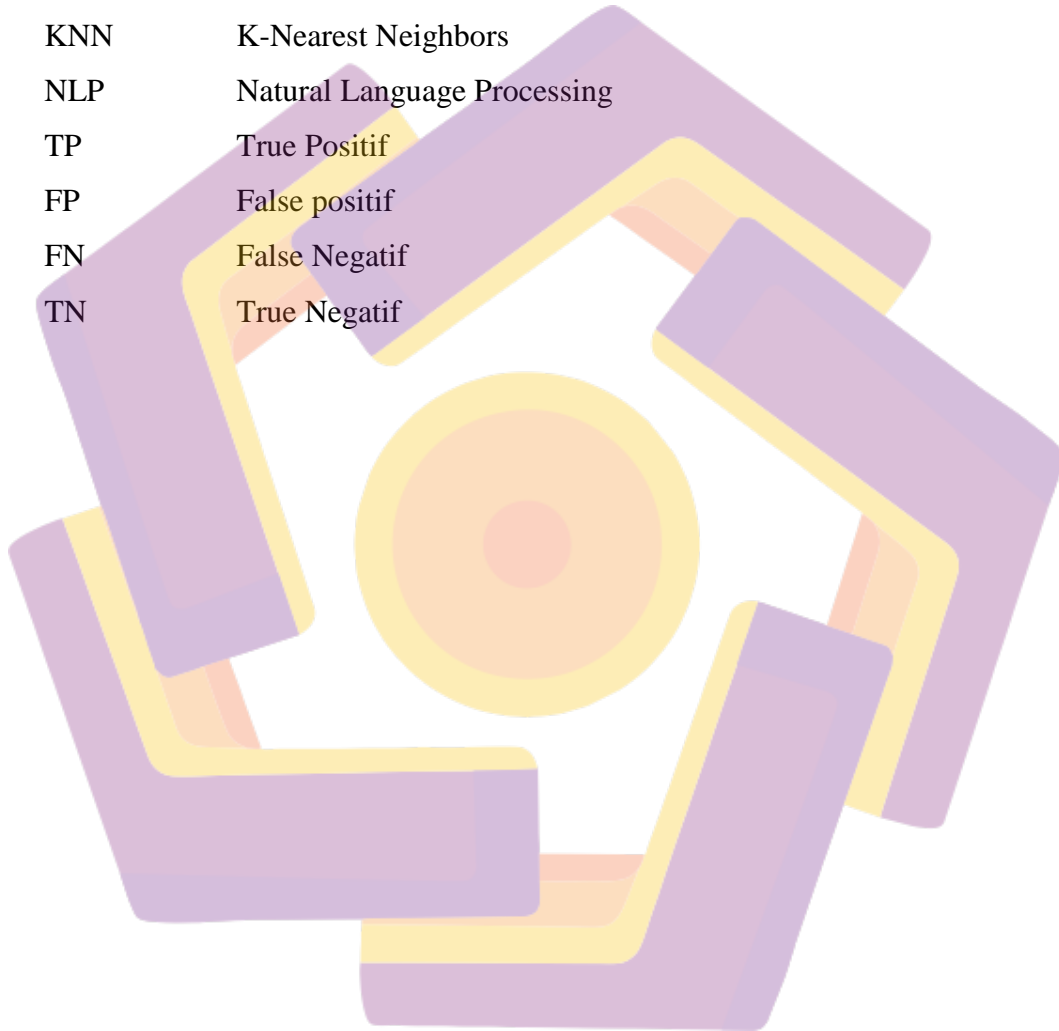 KNN K-Nearest Neighbors
NLP Natural Language Processing
TP True Positif
FP False positif
FN False Negatif
TN True Negatif